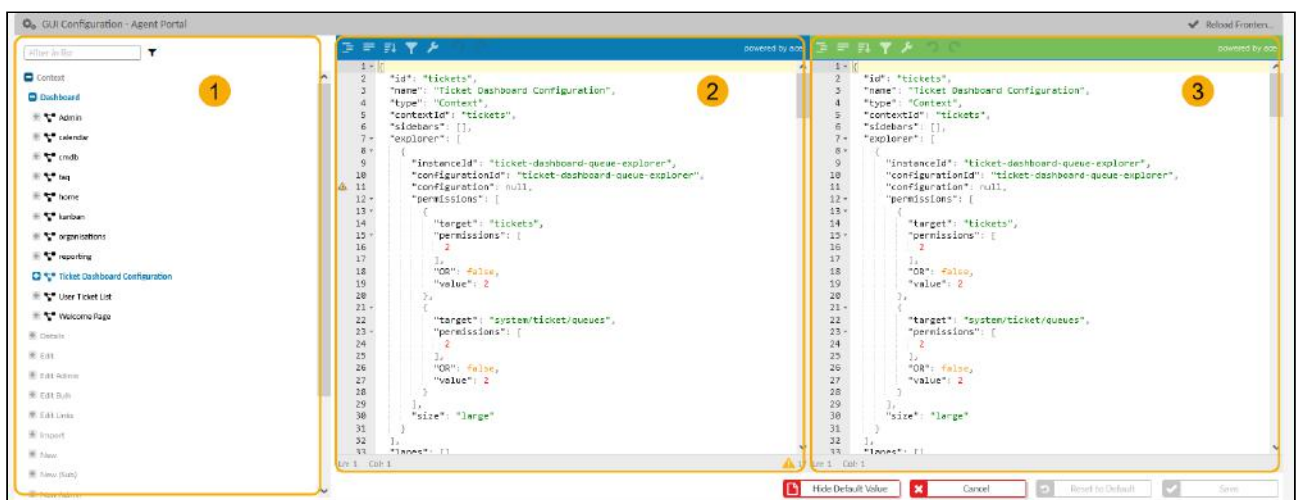 GUI Configuration - Agent Portal
Reload Fronten...
Filter in list
1
Context
Dashboard
Admin
calendar
cmdb
faq
home
kanban
organisations
reporting
Ticket Dashboard Configuration
User Ticket List
Welcome Page
Details
Edit
Edit Admin
Edit Bulk
Edit Links
Import
New
New Admin
powered by ace
2
1 {
2 "id": "tickets",
3 "name": "Ticket Dashboard Configuration",
4 "type": "Context",
5 "contextId": "tickets",
6 "sidebars": [],
7 "explorer": [
8 {
9 "instanceId": "ticket-dashboard-queue-explorer",
10 "configurationId": "ticket-dashboard-queue-explorer",
11 "configuration": null,
12 "permissions": [
13 {
14 "target": "tickets",
15 "permissions": [
16 2
17 ],
18 "OR": false,
19 "value": 2
20 },
21 {
22 "target": "system/ticket/queues",
23 "permissions": [
24 2
25 ],
26 "OR": false,
27 "value": 2
28 }
29 ],
30 "size": "large"
31 }
32 ],
33 "lanes": [
Ln: 1 Col: 1
powered by ace
3
1 {
2 "id": "tickets",
3 "name": "Ticket Dashboard Configuration",
4 "type": "Context",
5 "contextId": "tickets",
6 "sidebars": [],
7 "explorer": [
8 {
9 "instanceId": "ticket-dashboard-queue-explorer",
10 "configurationId": "ticket-dashboard-queue-explorer",
11 "configuration": null,
12 "permissions": [
13 {
14 "target": "tickets",
15 "permissions": [
16 2
17 ],
18 "OR": false,
19 "value": 2
20 },
21 {
22 "target": "system/ticket/queues",
23 "permissions": [
24 2
25 ],
26 "OR": false,
27 "value": 2
28 }
29 ],
30 "size": "large"
31 }
32 ],
33 "lanes": [
Ln: 1 Col: 1
Hide Default Value
Cancel
Reset to Default
Save